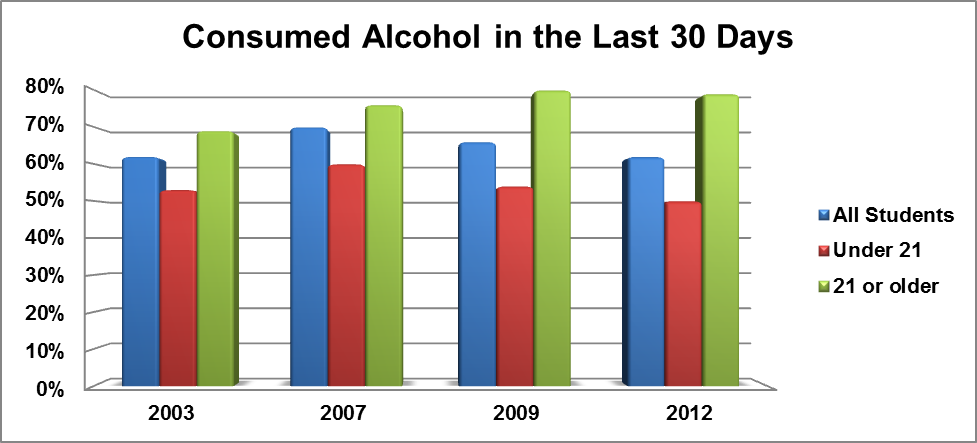 Consumed Alcohol in the Last 30 Days
80%
70%
60%
50%
40%
30%
20%
10%
0%
2003 2007 2009 2012
All Students
Under 21
21 or older